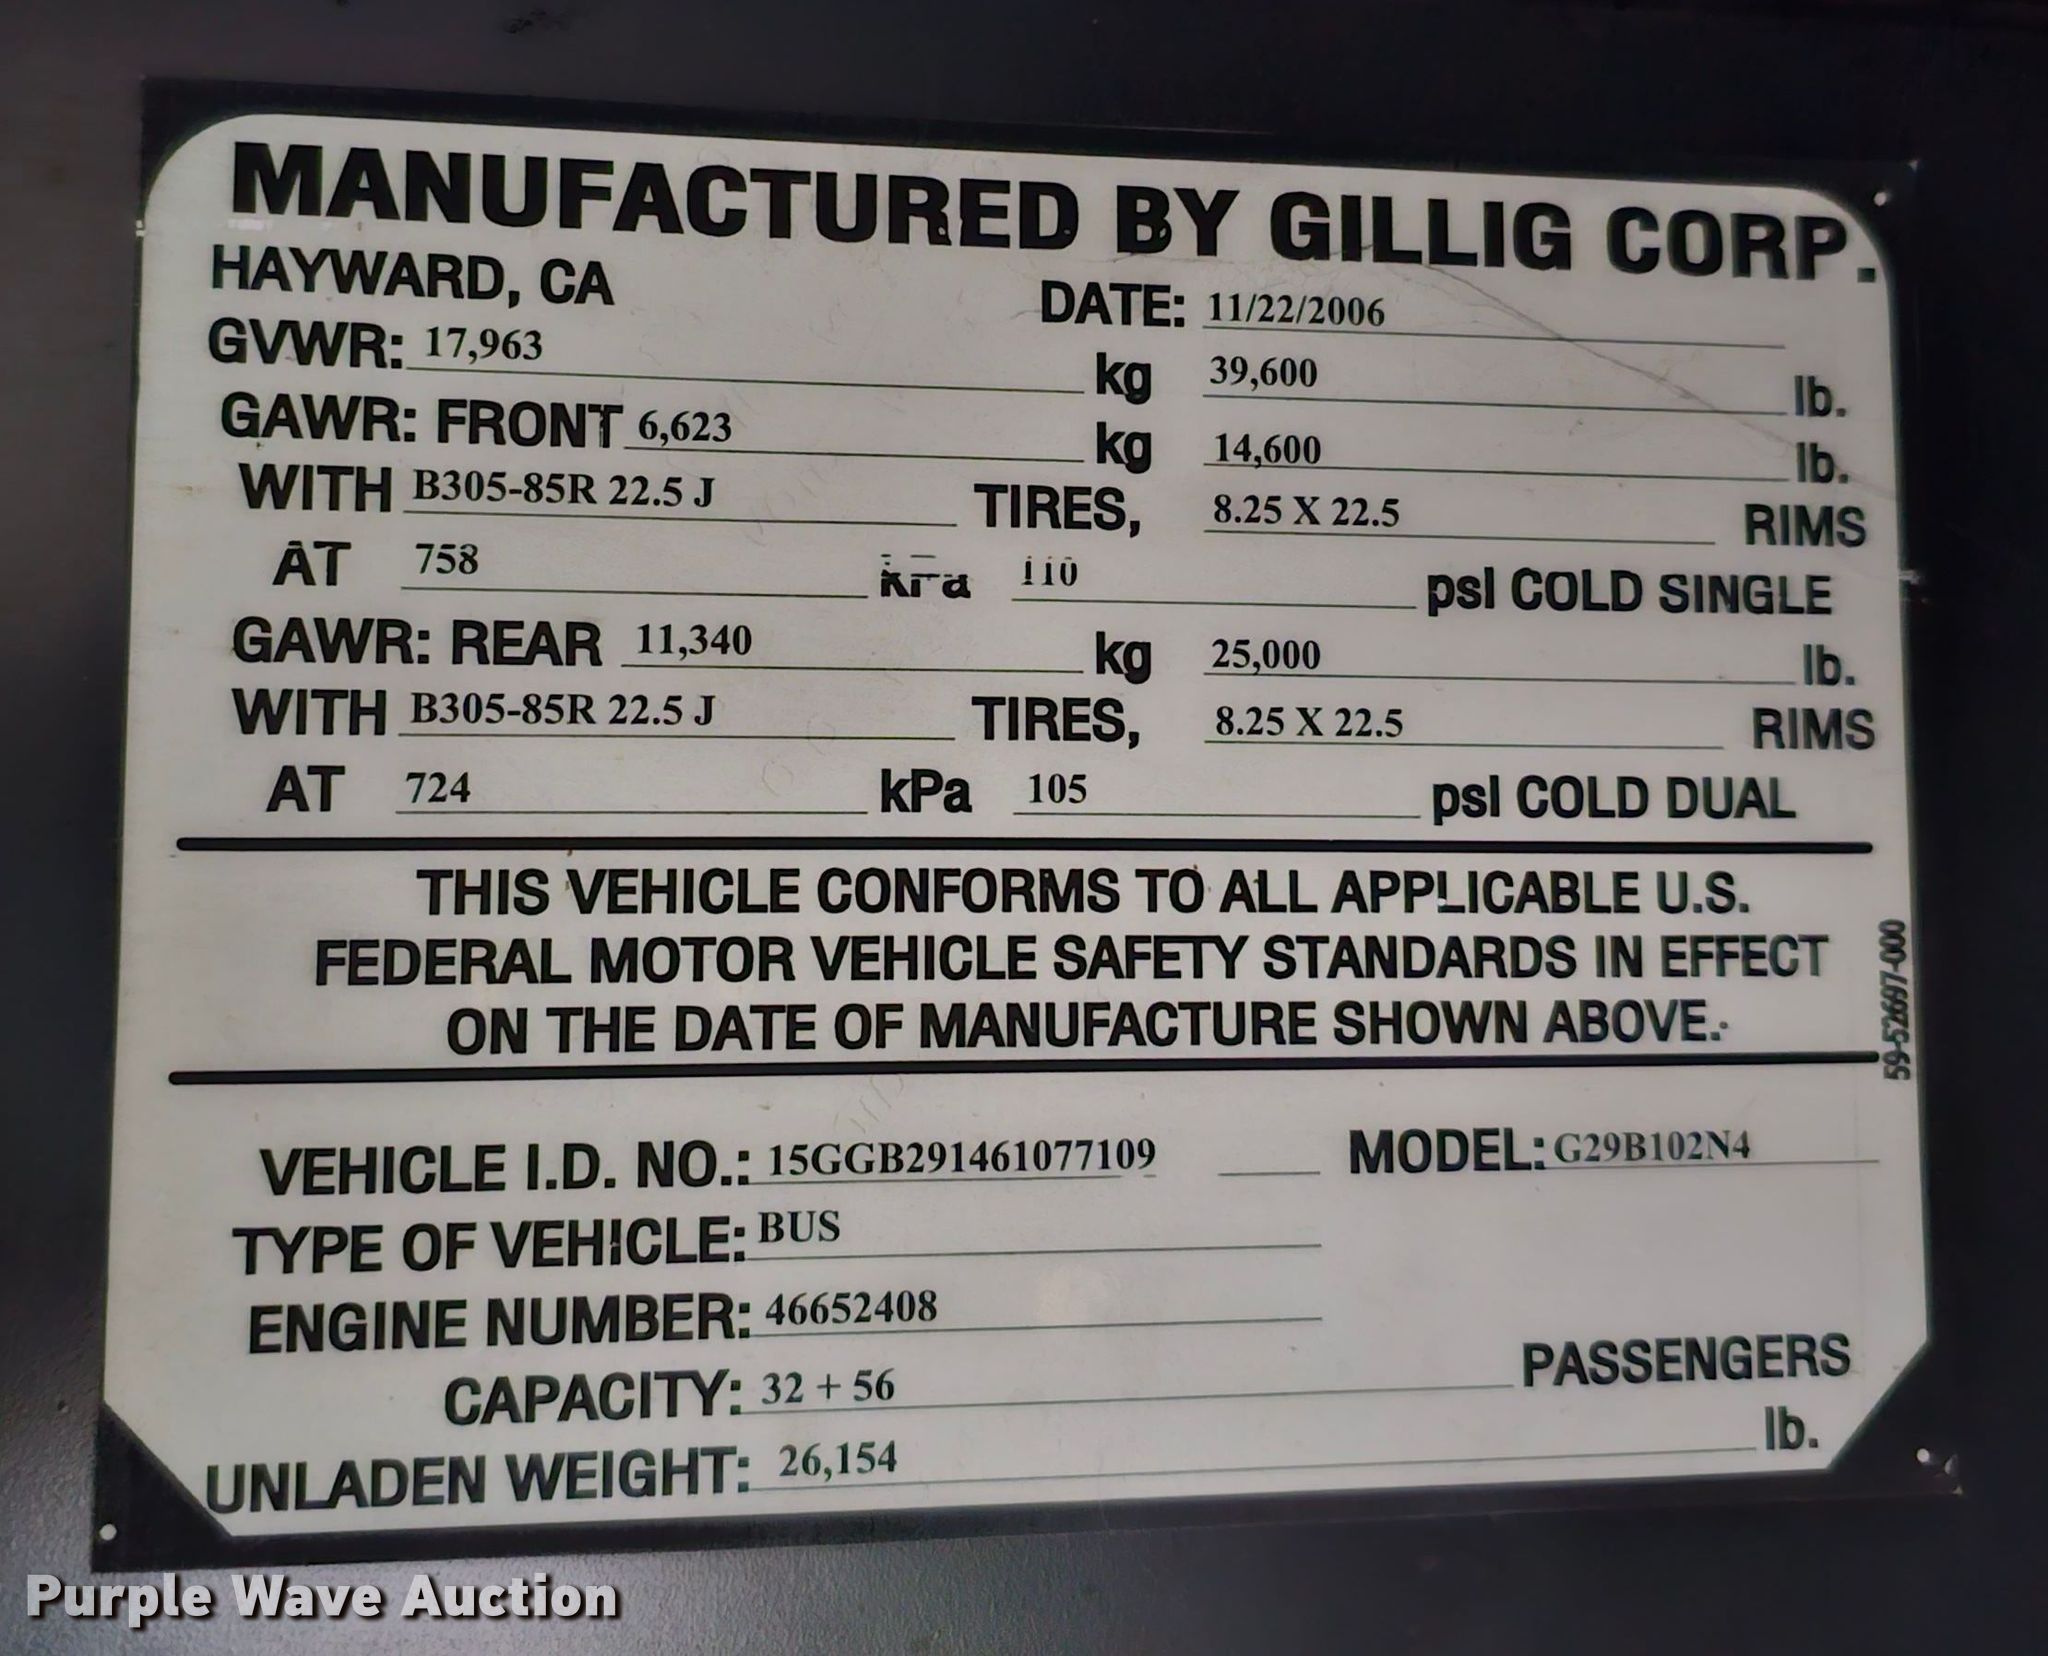 MANUFACTURED BY GILLIG CORP.
HAYWARD, CA DATE: 11/22/2006
GVWR: 17,963 kg 39,600 lb.
GAWR: FRONT 6,623 kg 14,600 lb.
WITH B305-85R 22.5 J TIRES, 8.25 X 22.5 RIMS
AT 758 kPa 110 psI COLD SINGLE
GAWR: REAR 11,340 kg 25,000 lb.
WITH B305-85R 22.5 J TIRES, 8.25 X 22.5 RIMS
AT 724 kPa 105 psI COLD DUAL
THIS VEHICLE CONFORMS TO ALL APPLICABLE U.S.
FEDERAL MOTOR VEHICLE SAFETY STANDARDS IN EFFECT
ON THE DATE OF MANUFACTURE SHOWN ABOVE.
59-52697-000
VEHICLE I.D. NO.: 15GGB291461077109 MODEL: G29B102N4
TYPE OF VEHICLE: BUS
ENGINE NUMBER: 46652408
CAPACITY: 32 + 56 PASSENGERS
UNLADEN WEIGHT: 26,154 lb.
Purple Wave Auction